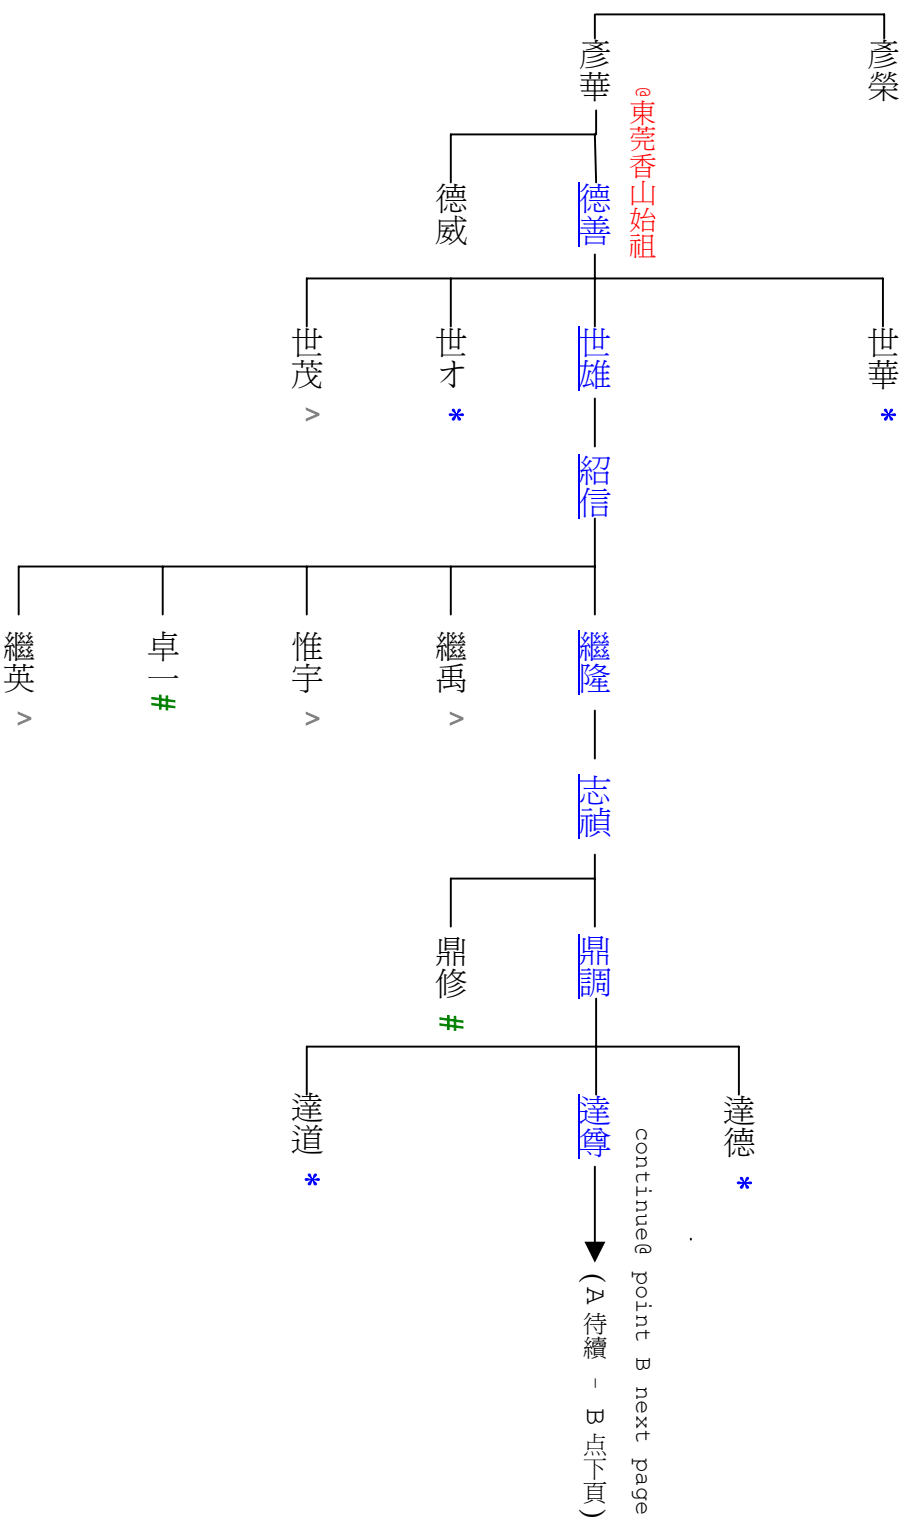 彥榮
彥華
@東莞香山始祖
德善
德威
世華 *
世雄
世才 *
世茂 >
紹信
繼隆
繼禹 >
惟宇 >
卓一#
繼英 >
志禎
鼎調
鼎修 #
達德 *
達尊
達道 *
continue@ point B next page
(A 待續 - B 点下頁)